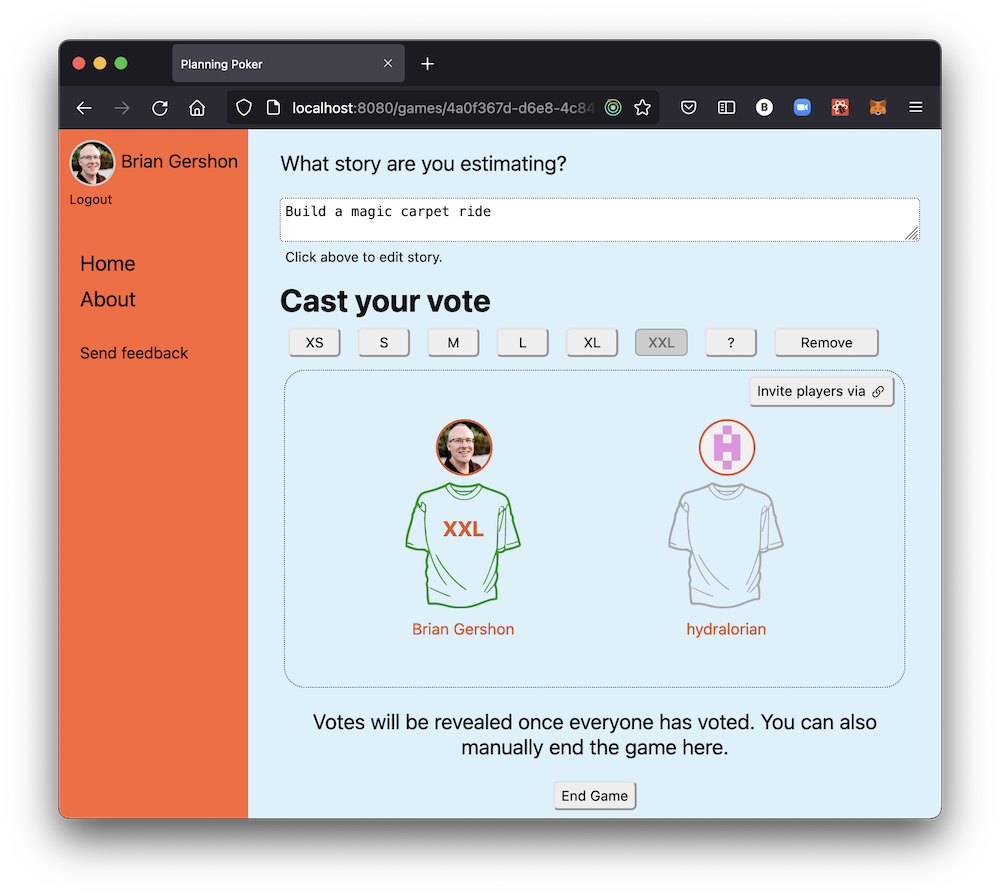 Planning Poker
localhost:8080/games/4a0f367d-d6e8-4c84
B
Brian Gershon
Logout
Home
About
Send feedback
What story are you estimating?
Build a magic carpet ride
Click above to edit story.
Cast your vote
XS S M L XL XXL ? Remove
Invite players via
XXL
Brian Gershon hydralorian
Votes will be revealed once everyone has voted. You can also
manually end the game here.
End Game